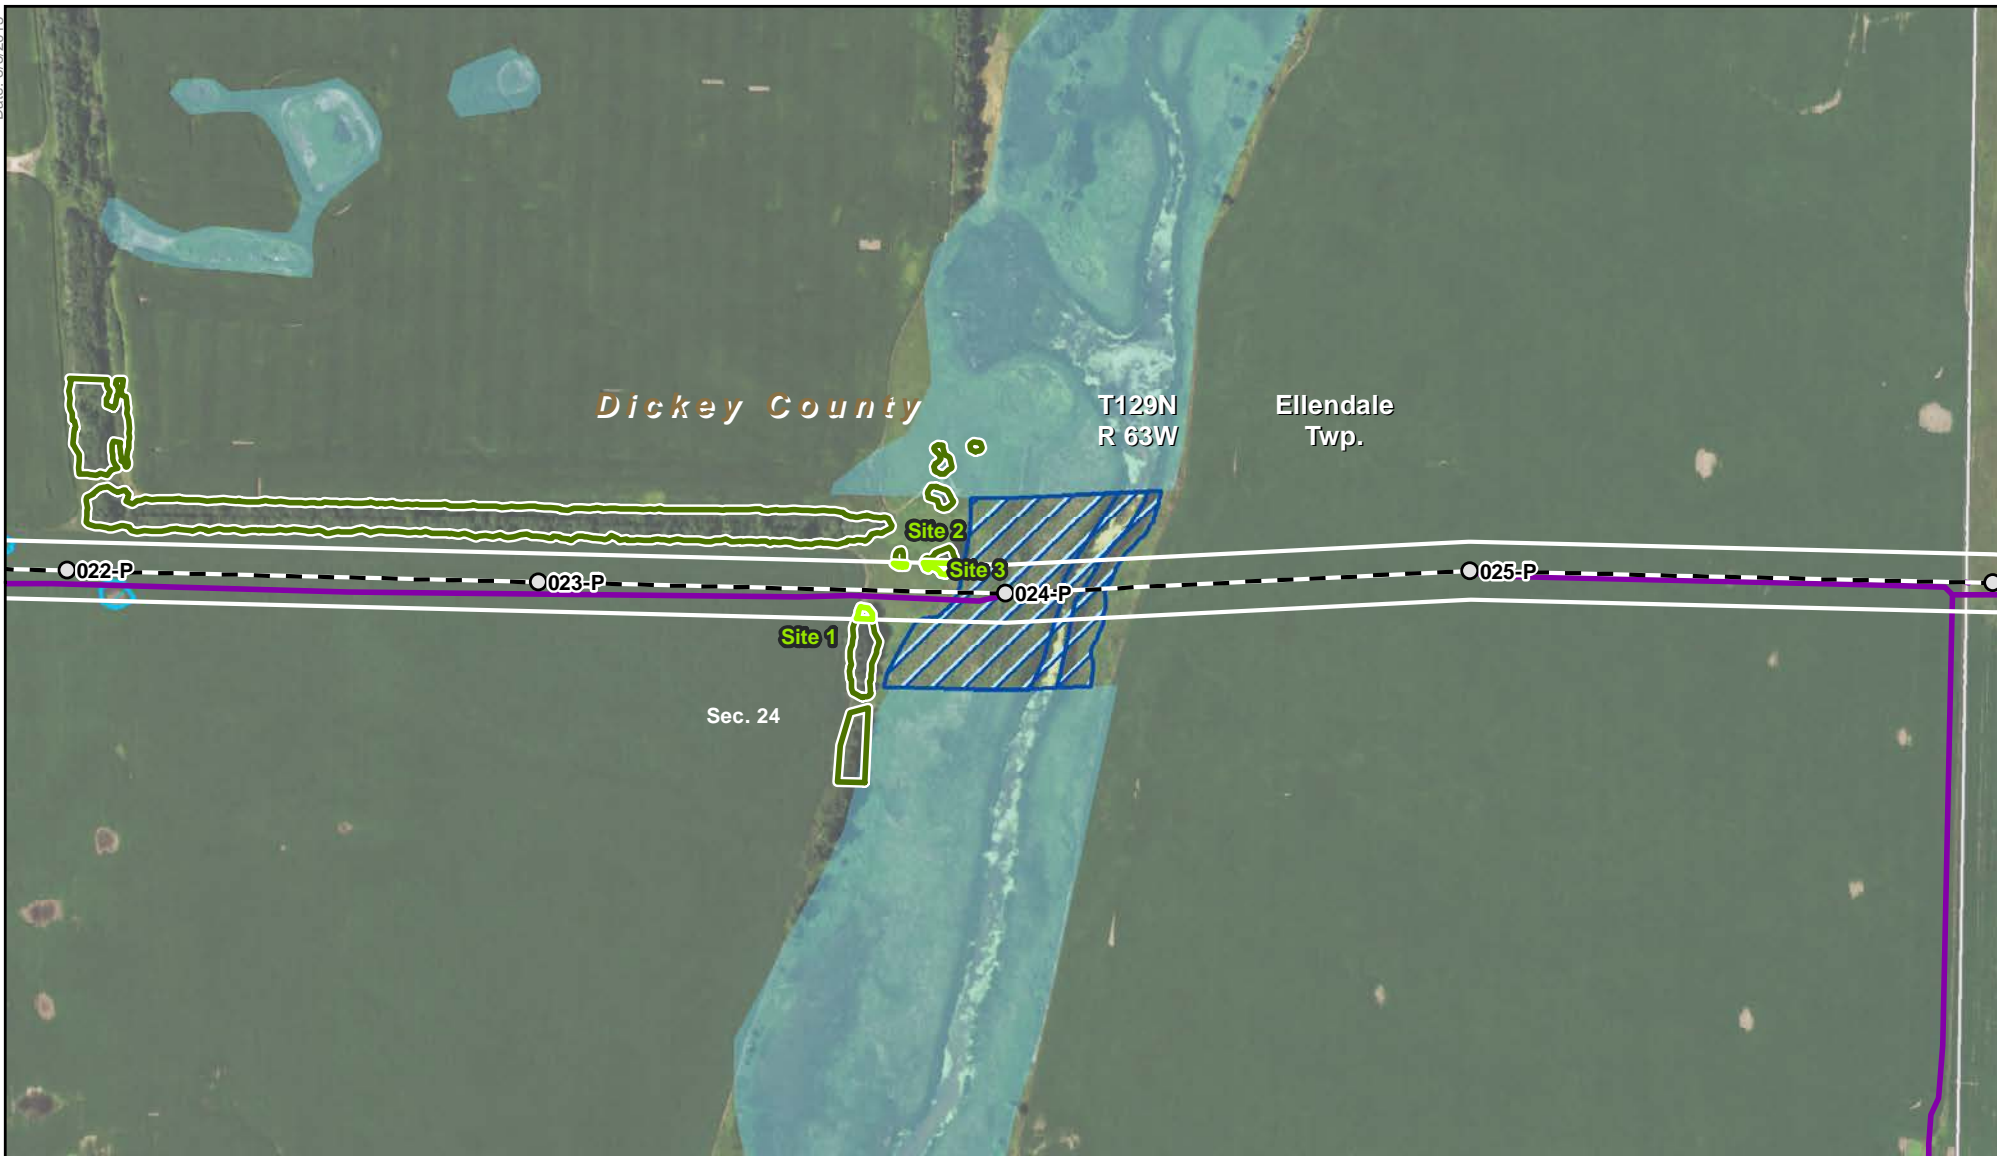 Dickey County
T129N
R 63W
Ellendale
Twp.
Site 2
Site 3
022-P
023-P
024-P
025-P
Site 1
Sec. 24